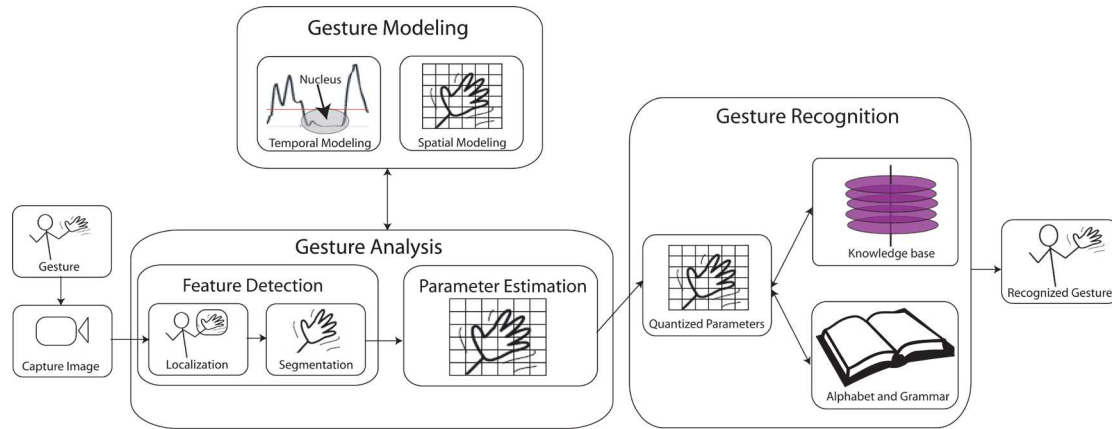 Gesture Modeling
Nucleus
Temporal Modeling
Spatial Modeling
Gesture
Capture Image
Gesture Analysis
Feature Detection
Localization
Segmentation
Parameter Estimation
Gesture Recognition
Quantized Parameters
Knowledge base
Alphabet and Grammar
Recognized Gesture